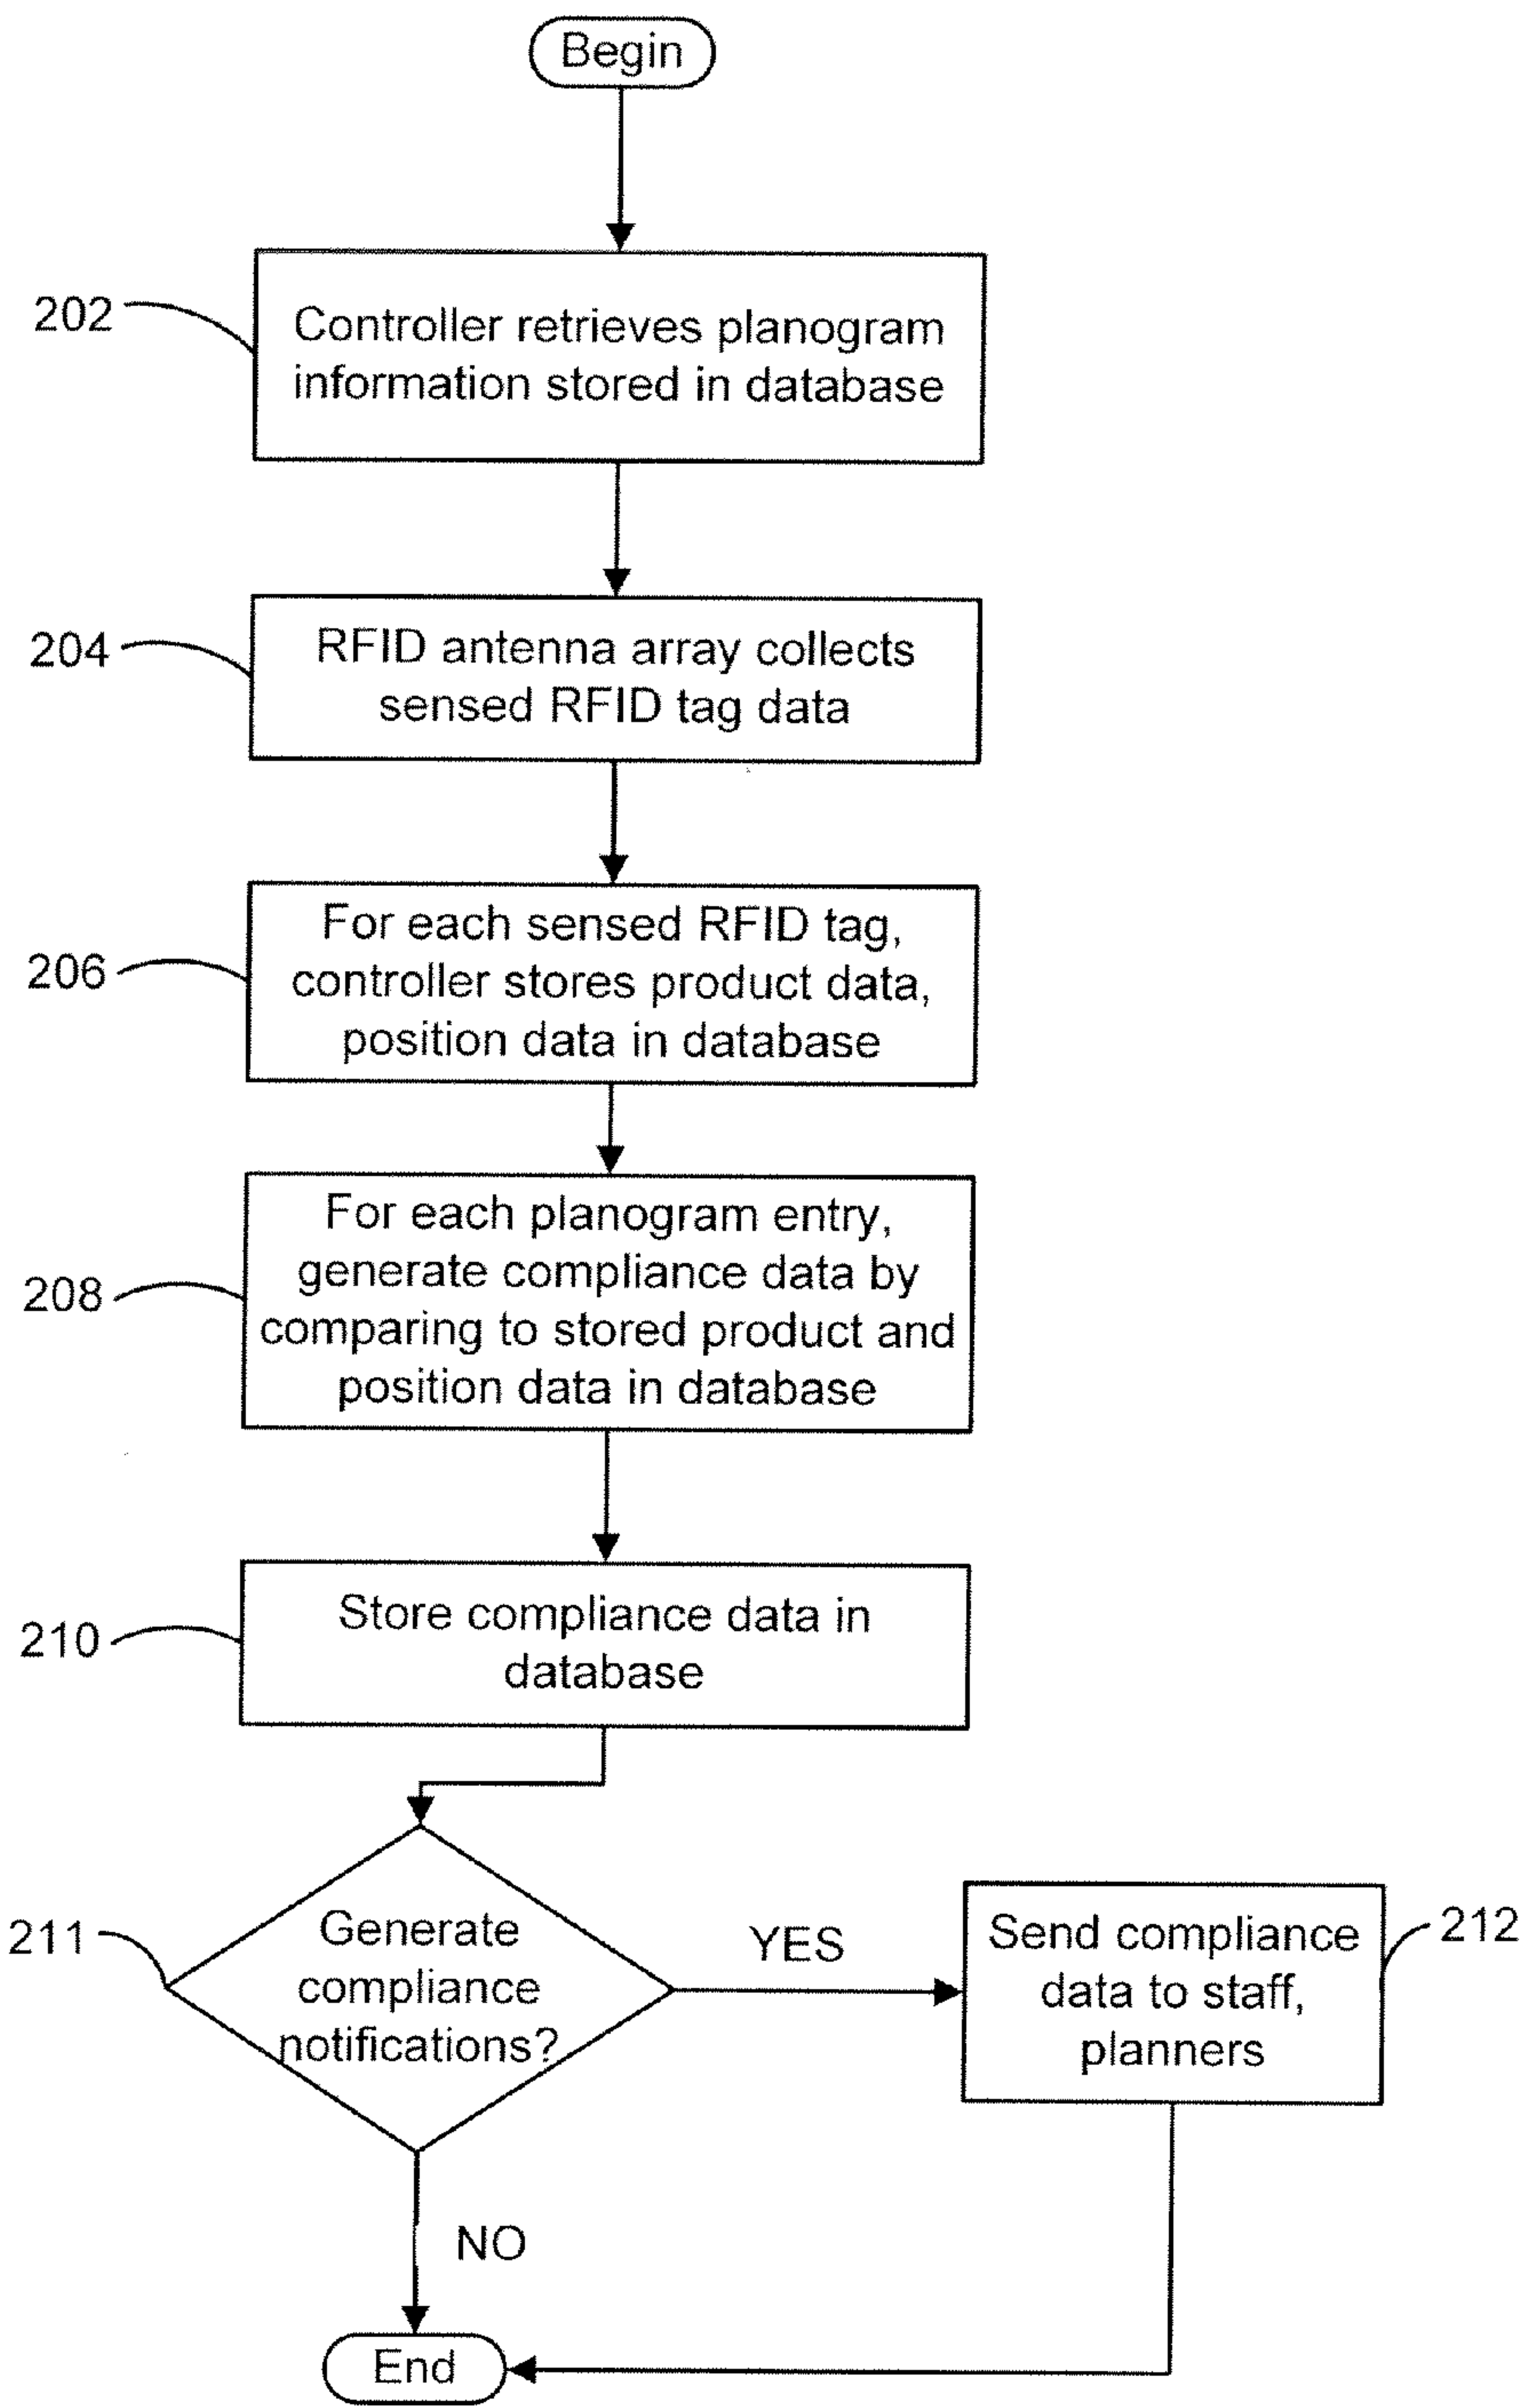 Begin
202
Controller retrieves planogram
information stored in database
204
RFID antenna array collects
sensed RFID tag data
206
For each sensed RFID tag,
controller stores product data,
position data in database
208
For each planogram entry,
generate compliance data by
comparing to stored product and
position data in database
210
Store compliance data in
database
211
Generate
compliance
notifications?
YES
Send compliance
data to staff,
planners
212
NO
End